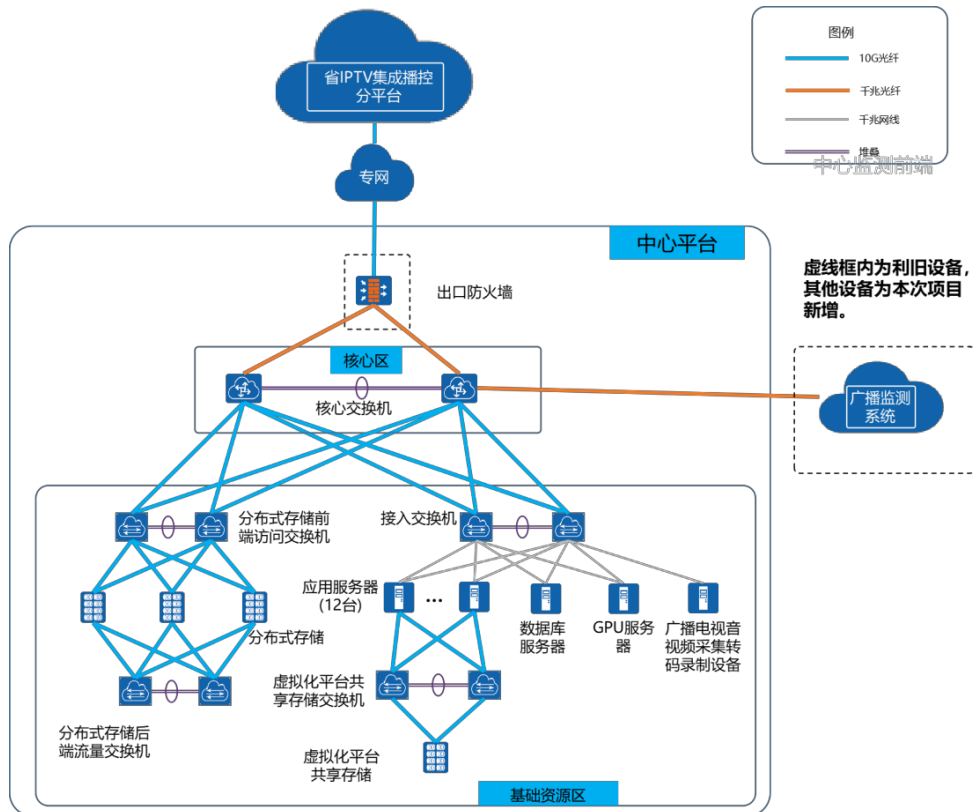 图例
10G光纤
千兆光纤
千兆网线
堆叠
中心监测前端
省IPTV集成播控
分平台
专网
中心平台
出口防火墙
虚线框内为利旧设备，
其他设备为本次项目
新增。
核心区
核心交换机
广播监测
系统
分布式存储前
端访问交换机
接入交换机
应用服务器
(12台)
...
分布式存储
数据库
服务器
GPU服务
器
广播电视音
视频采集转
码录制设备
虚拟化平台共
享存储交换机
分布式存储后
端流量交换机
虚拟化平台
共享存储
基础资源区